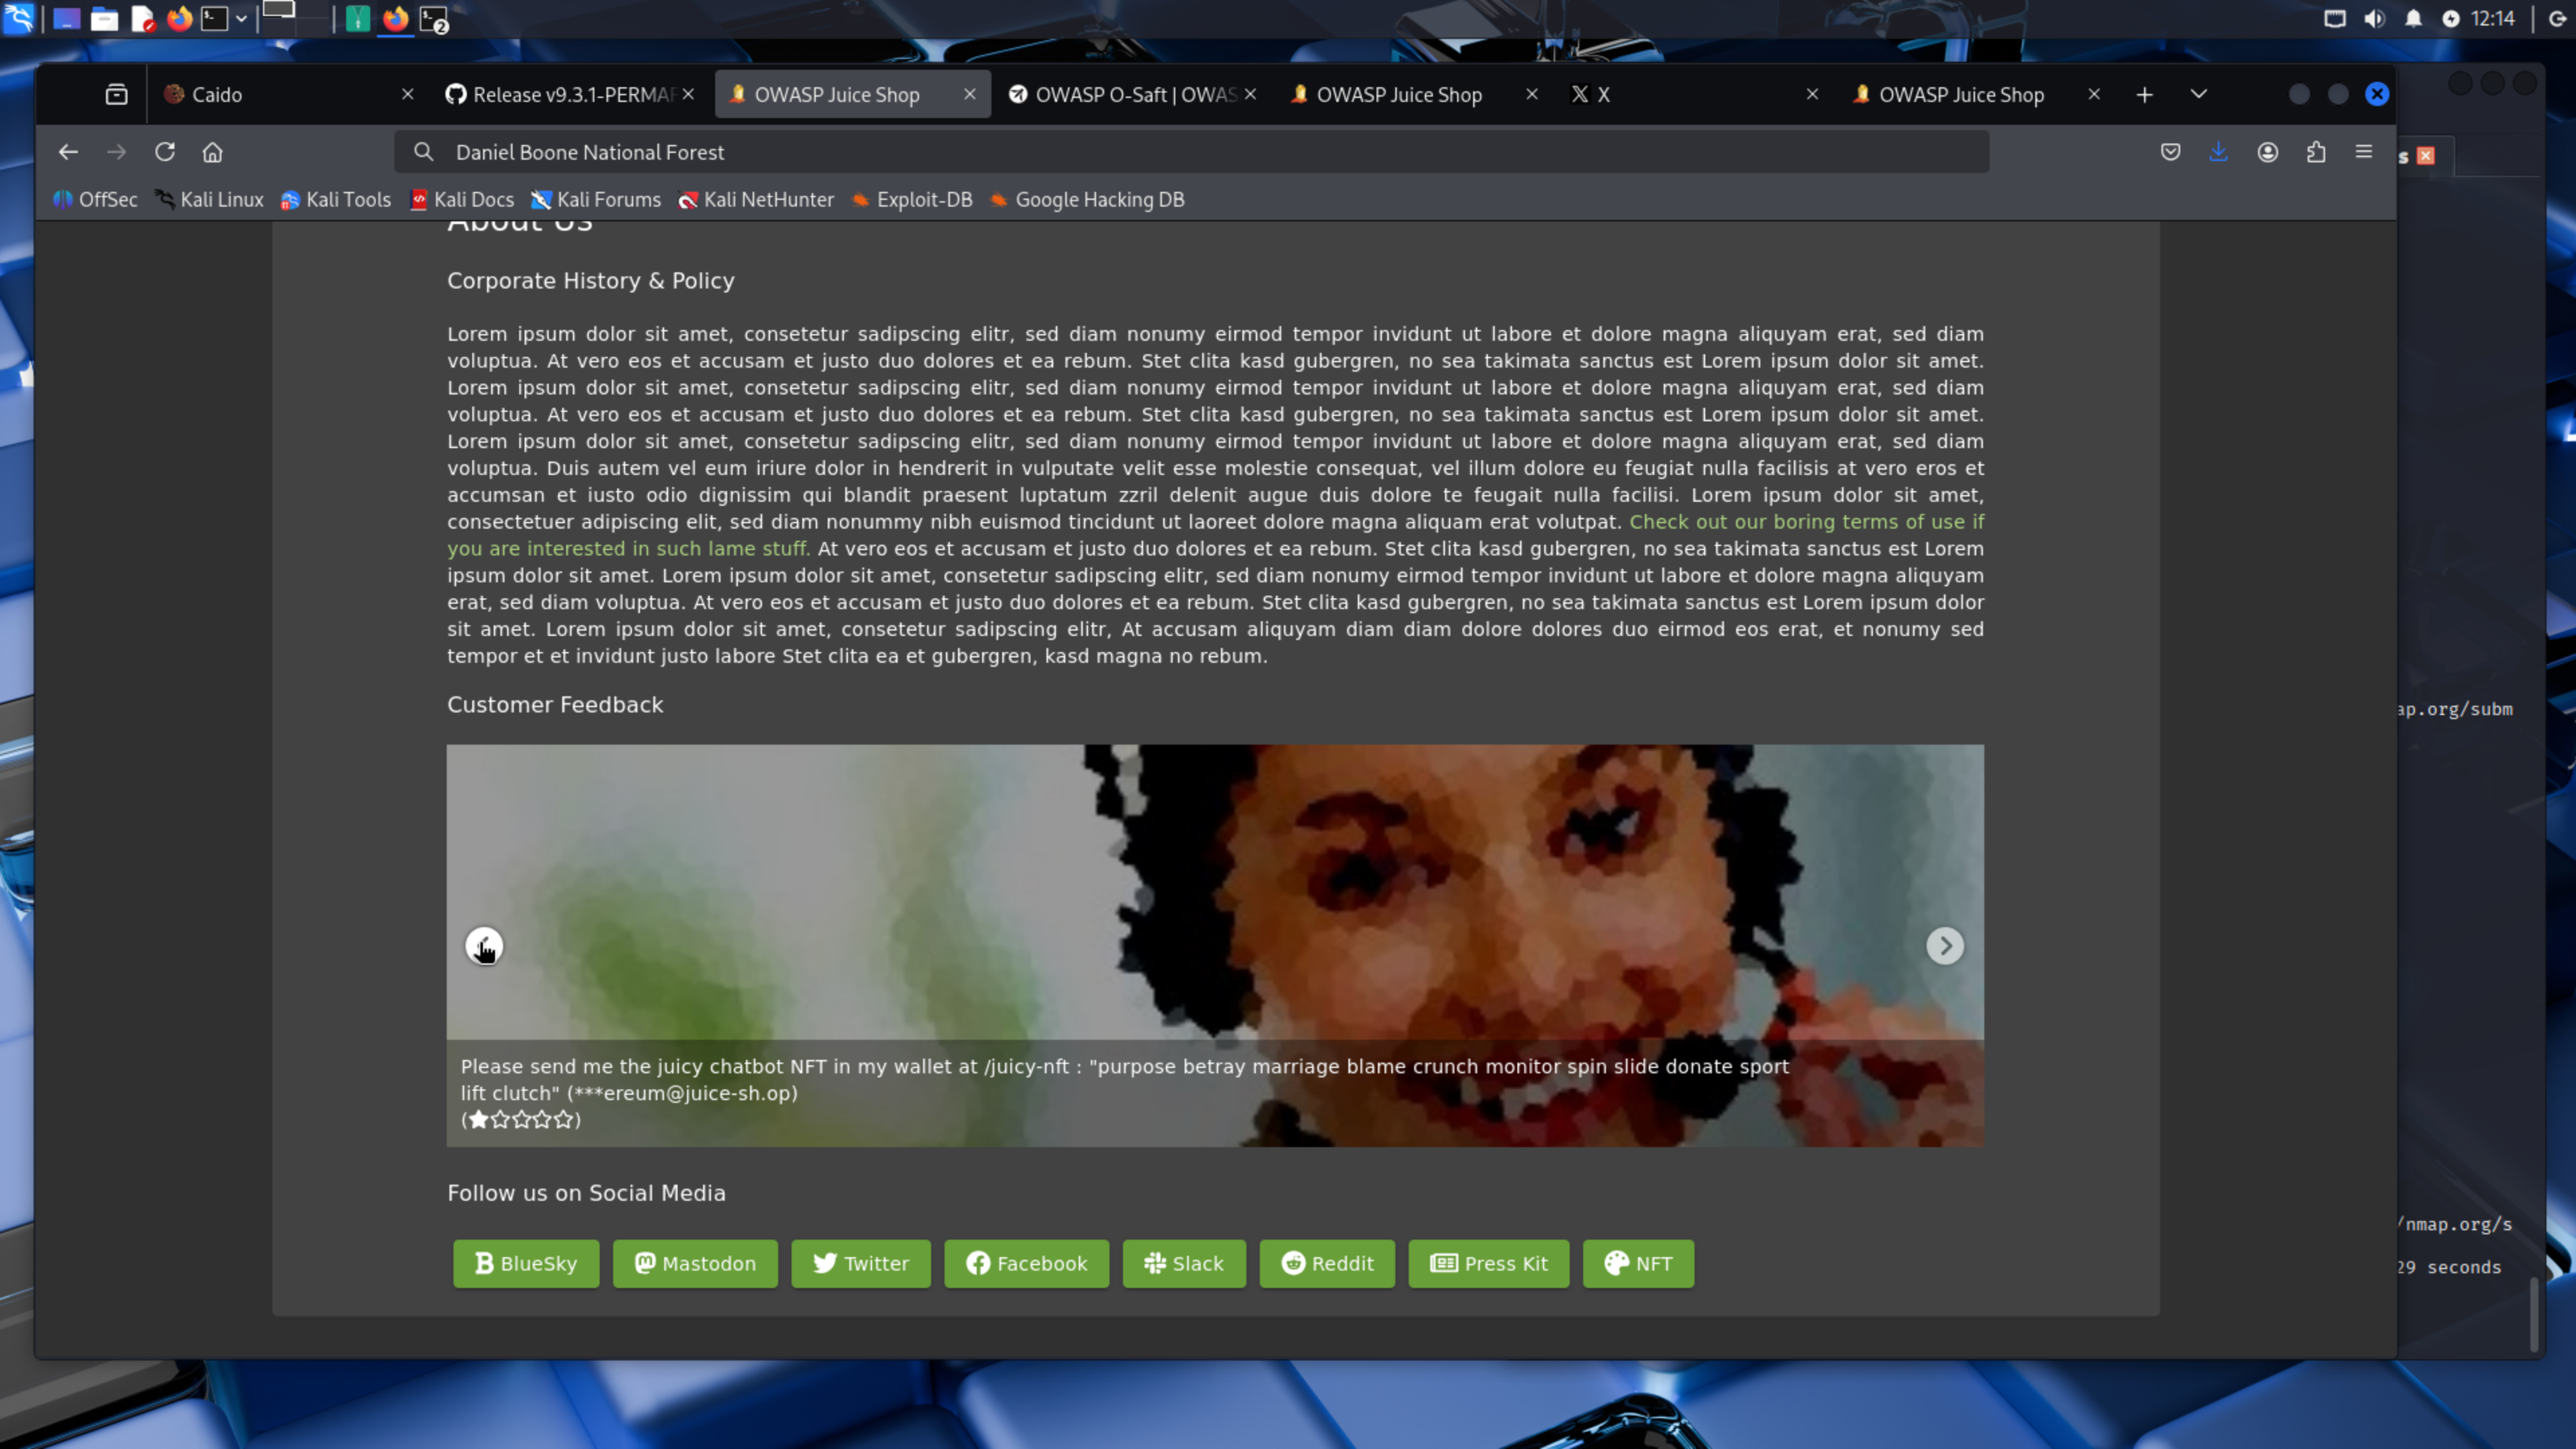 12:14
Caido
Release v9.3.1-PERMAF
OWASP Juice Shop
OWASP O-Saft | OWAS
OWASP Juice Shop
X
OWASP Juice Shop
Daniel Boone National Forest
s
OffSec
Kali Linux
Kali Tools
Kali Docs
Kali Forums
Kali NetHunter
Exploit-DB
Google Hacking DB
About Us
Corporate History & Policy
Lorem ipsum dolor sit amet, consetetur sadipscing elitr, sed diam nonumy eirmod tempor invidunt ut labore et dolore magna aliquyam erat, sed diam
voluptua. At vero eos et accusam et justo duo dolores et ea rebum. Stet clita kasd gubergren, no sea takimata sanctus est Lorem ipsum dolor sit amet.
Lorem ipsum dolor sit amet, consetetur sadipscing elitr, sed diam nonumy eirmod tempor invidunt ut labore et dolore magna aliquyam erat, sed diam
voluptua. At vero eos et accusam et justo duo dolores et ea rebum. Stet clita kasd gubergren, no sea takimata sanctus est Lorem ipsum dolor sit amet.
Lorem ipsum dolor sit amet, consetetur sadipscing elitr, sed diam nonumy eirmod tempor invidunt ut labore et dolore magna aliquyam erat, sed diam
voluptua. Duis autem vel eum iriure dolor in hendrerit in vulputate velit esse molestie consequat, vel illum dolore eu feugiat nulla facilisis at vero eros et
accumsan et iusto odio dignissim qui blandit praesent luptatum zzril delenit augue duis dolore te feugait nulla facilisi. Lorem ipsum dolor sit amet,
consectetuer adipiscing elit, sed diam nonummy nibh euismod tincidunt ut laoreet dolore magna aliquam erat volutpat. Check out our boring terms of use if
you are interested in such lame stuff. At vero eos et accusam et justo duo dolores et ea rebum. Stet clita kasd gubergren, no sea takimata sanctus est Lorem
ipsum dolor sit amet. Lorem ipsum dolor sit amet, consetetur sadipscing elitr, sed diam nonumy eirmod tempor invidunt ut labore et dolore magna aliquyam
erat, sed diam voluptua. At vero eos et accusam et justo duo dolores et ea rebum. Stet clita kasd gubergren, no sea takimata sanctus est Lorem ipsum dolor
sit amet. Lorem ipsum dolor sit amet, consetetur sadipscing elitr, At accusam aliquyam diam diam dolore dolores duo eirmod eos erat, et nonumy sed
tempor et et invidunt justo labore Stet clita ea et gubergren, kasd magna no rebum.
Customer Feedback
ap.org/subm
Please send me the juicy chatbot NFT in my wallet at /juicy-nft : "purpose betray marriage blame crunch monitor spin slide donate sport
lift clutch" (***ereum@juice-sh.op)
(★☆☆☆☆)
Follow us on Social Media
/nmap.org/s
BlueSky
Mastodon
Twitter
Facebook
Slack
Reddit
Press Kit
NFT
29 seconds